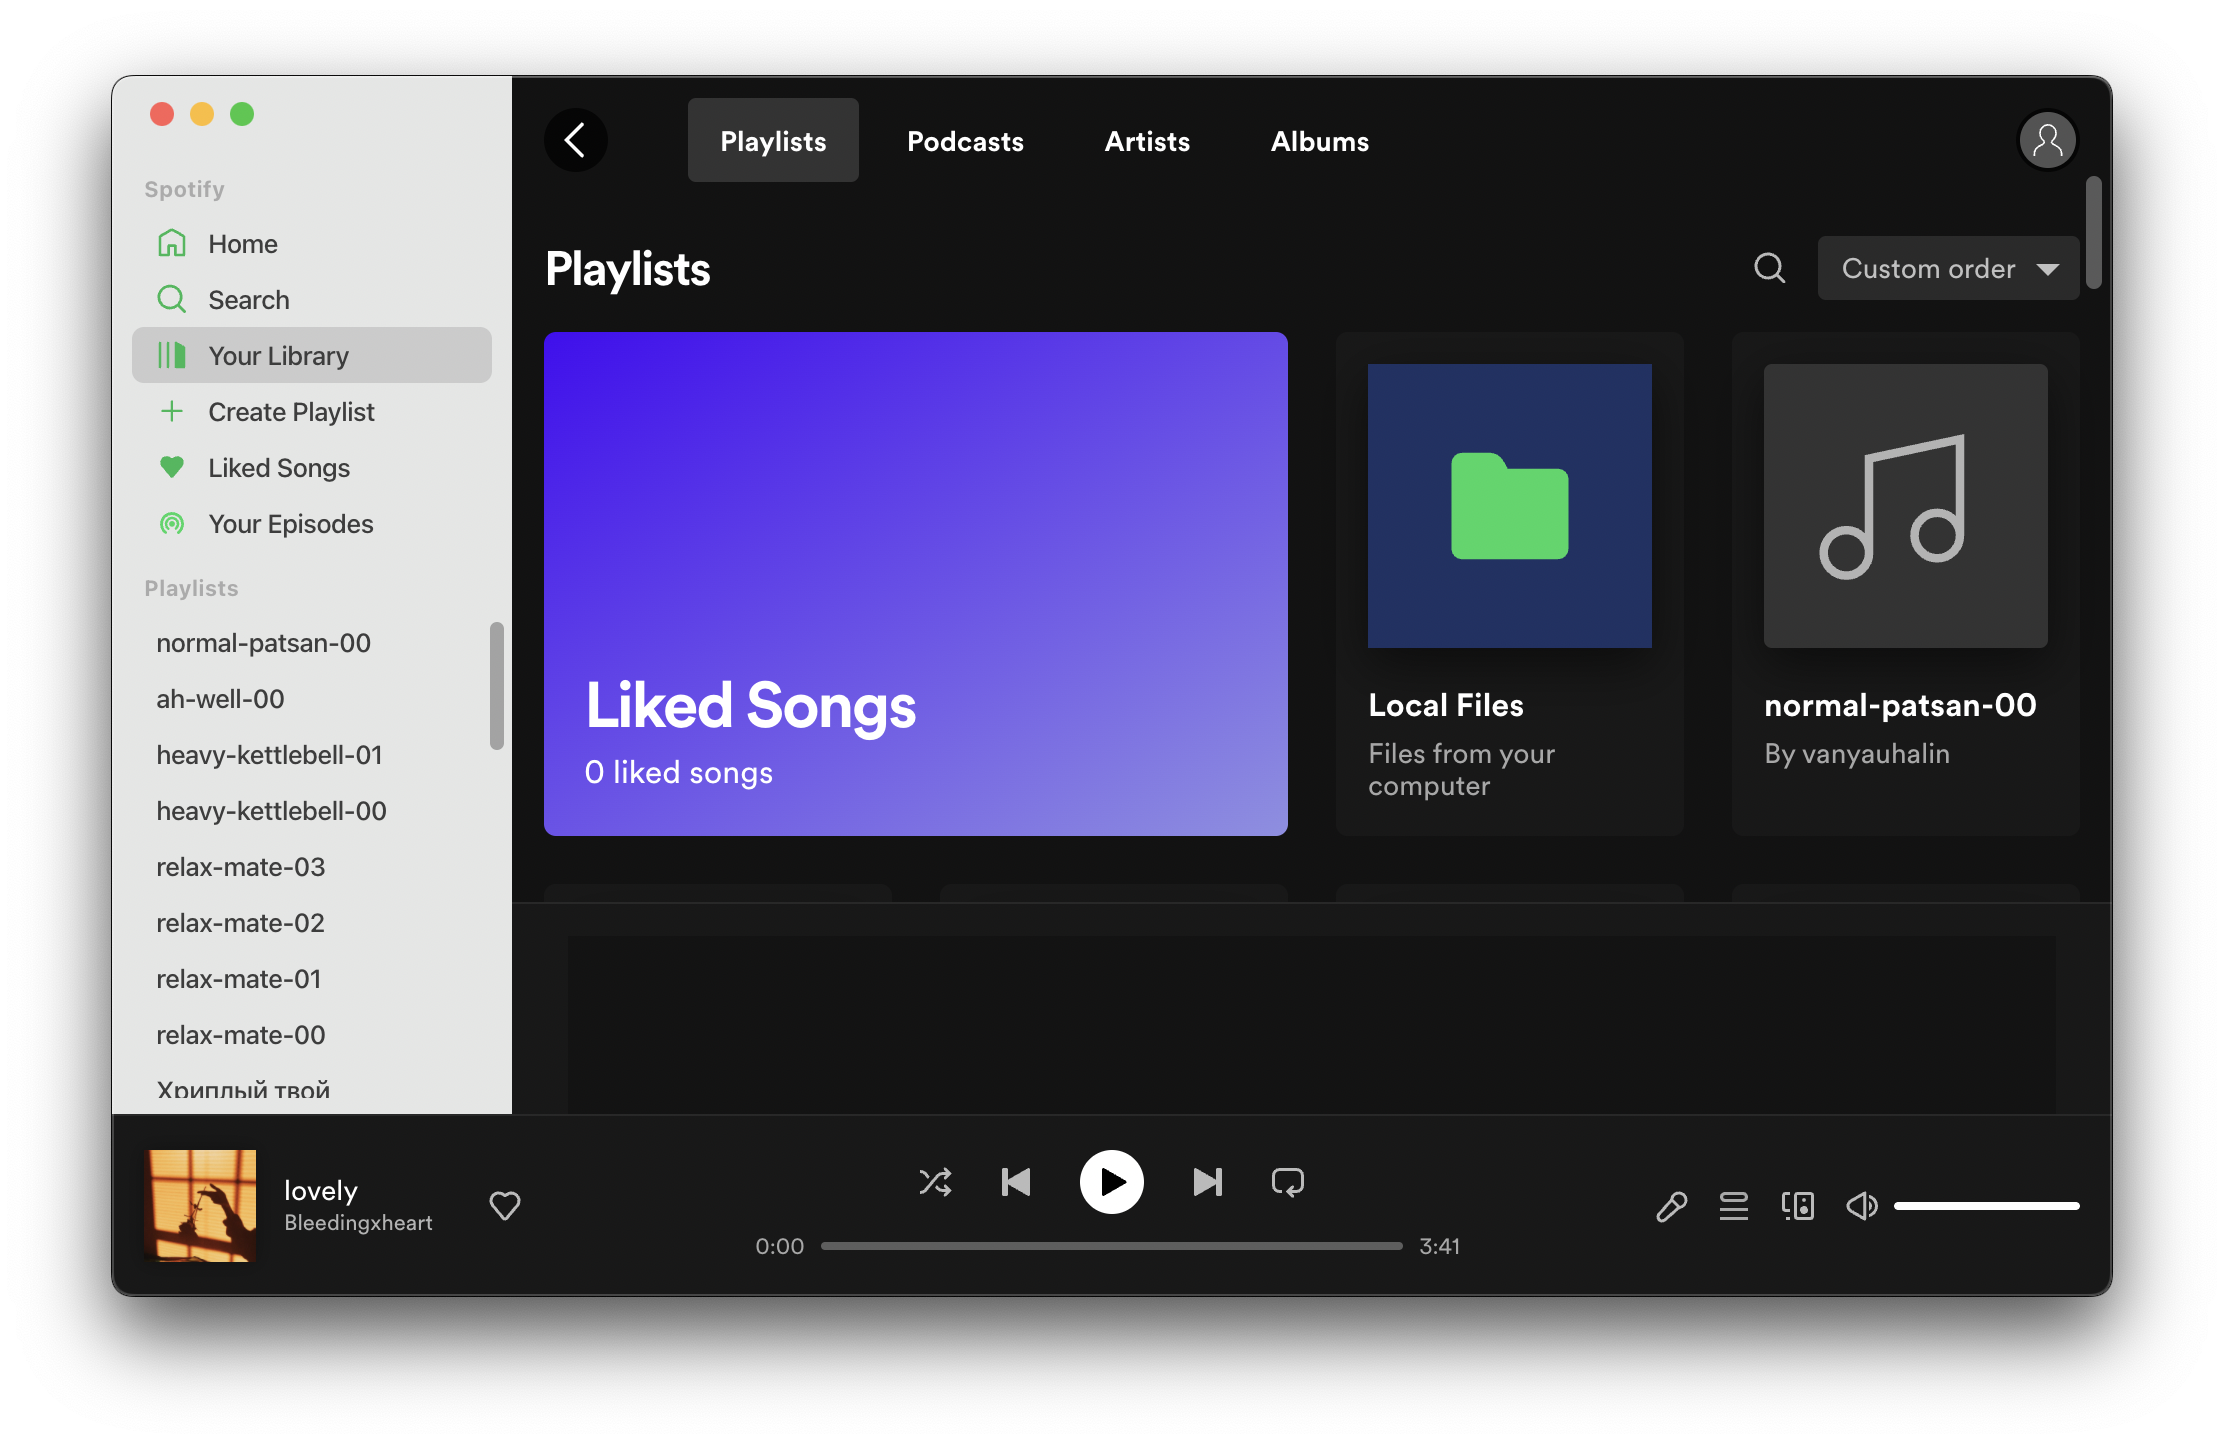 Spotify
Home
Search
Your Library
Create Playlist
Liked Songs
Your Episodes
Playlists
normal-patsan-00
ah-well-00
heavy-kettlebell-01
heavy-kettlebell-00
relax-mate-03
relax-mate-02
relax-mate-01
relax-mate-00
Хриплый твой
Playlists
Podcasts
Artists
Albums
Playlists
Custom order
Liked Songs
0 liked songs
Local Files
Files from your
computer
normal-patsan-00
By vanyauhalin
lovely
Bleedingxheart
0:00
3:41